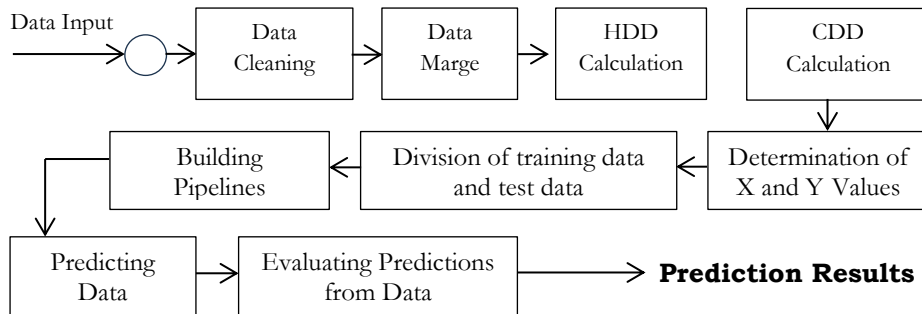 Data Input
Data
Cleaning
Data
Marge
HDD
Calculation
CDD
Calculation
Building
Pipelines
Division of training data
and test data
Determination of
X and Y Values
Predicting
Data
Evaluating Predictions
from Data
Prediction Results